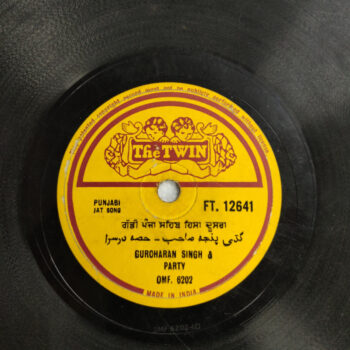 The TWIN
PUNJABI
JAT SONG
FT. 12641
ਗੱਡੀ ਪੰਜਾ ਸਾਹਿਬ ਹਿਸਾ ਦੂਸਰਾ
گڈی پنجہ صاحب - حصہ دوسرا
GURCHARAN SINGH &
PARTY
OMF. 6202
MADE IN INDIA